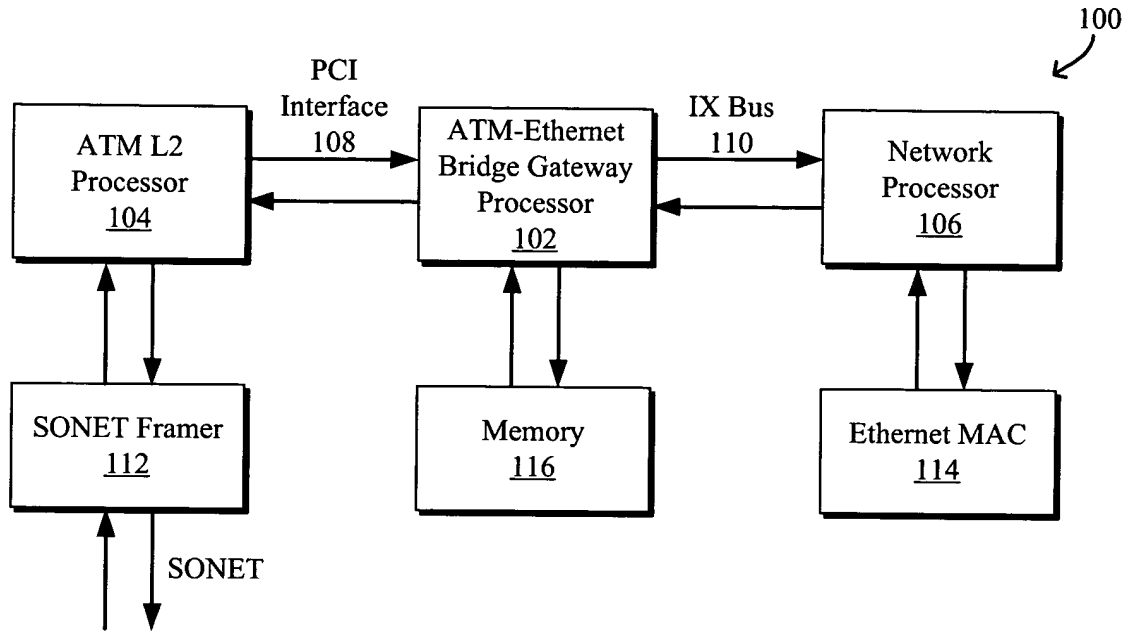 100
PCI
Interface
108
IX Bus
110
ATM L2
Processor
104
ATM-Ethernet
Bridge Gateway
Processor
102
Network
Processor
106
SONET Framer
112
Memory
116
Ethernet MAC
114
SONET